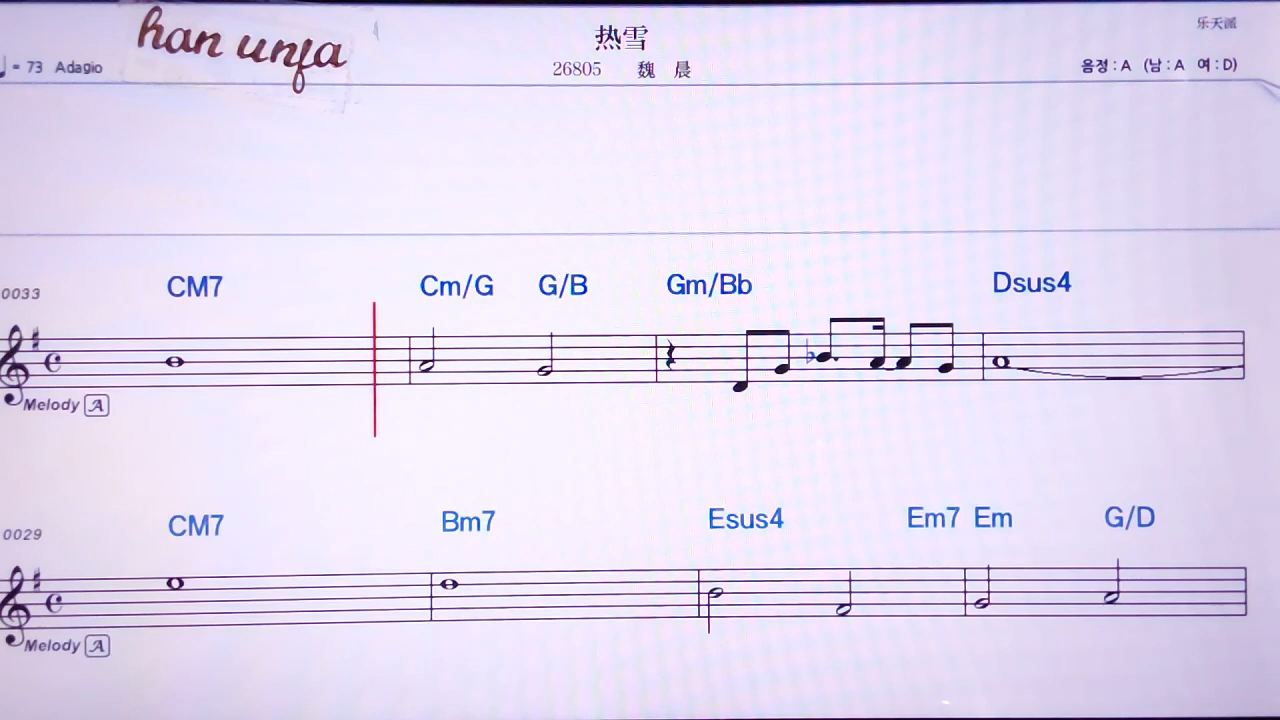 han unfa
热雪
乐天派
♩ = 73 Adagio
26805 魏 晨
음정 : A (남 : A 여 : D)
CM7 Cm/G G/B Gm/Bb Dsus4
0033
Melody A
CM7 Bm7 Esus4 Em7 Em G/D
0029
Melody A